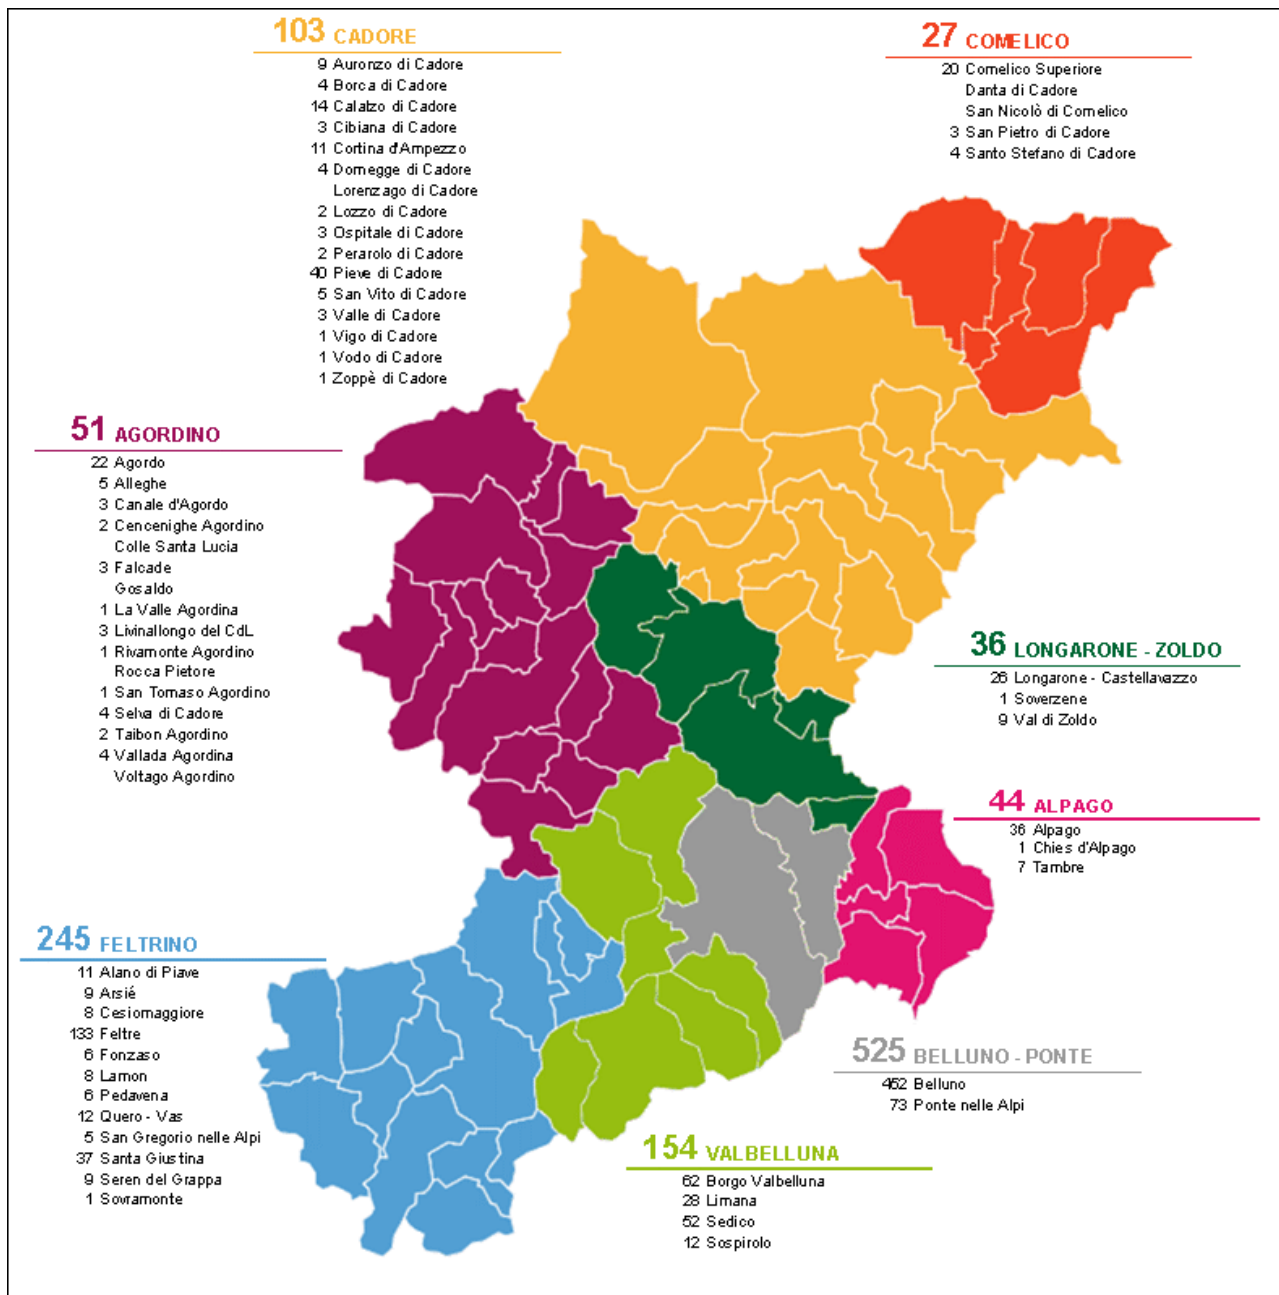 103 CADORE
9 Auronzo di Cadore
4 Borca di Cadore
14 Calalzo di Cadore
3 Cibiana di Cadore
11 Cortina d'Ampezzo
4 Domegge di Cadore
Lorenzago di Cadore
2 Lozzo di Cadore
3 Ospitale di Cadore
2 Perarolo di Cadore
40 Pieve di Cadore
5 San Vito di Cadore
3 Valle di Cadore
1 Vigo di Cadore
1 Vodo di Cadore
1 Zoppè di Cadore
27 COMELICO
20 Comelico Superiore
Danta di Cadore
San Nicolò di Comelico
3 San Pietro di Cadore
4 Santo Stefano di Cadore
51 AGORDINO
22 Agordo
5 Alleghe
3 Canale d'Agordo
2 Cencenighe Agordino
Colle Santa Lucia
3 Falcade
Gosaldo
1 La Valle Agordina
3 Livinallongo del CdL
1 Rivamonte Agordino
Rocca Pietore
1 San Tomaso Agordino
4 Selva di Cadore
2 Taibon Agordino
4 Vallada Agordina
Voltago Agordino
36 LONGARONE - ZOLDO
26 Longarone - Castellavazzo
1 Soverzene
9 Val di Zoldo
44 ALPAGO
36 Alpago
1 Chies d'Alpago
7 Tambre
245 FELTRINO
11 Alano di Piave
9 Arsié
8 Cesiomaggiore
133 Feltre
6 Fonzaso
8 Lamon
6 Pedavena
12 Quero - Vas
5 San Gregorio nelle Alpi
37 Santa Giustina
9 Seren del Grappa
1 Sovramonte
525 BELLUNO - PONTE
452 Belluno
73 Ponte nelle Alpi
154 VALBELLUNA
62 Borgo Valbelluna
28 Limana
52 Sedico
12 Sospirolo